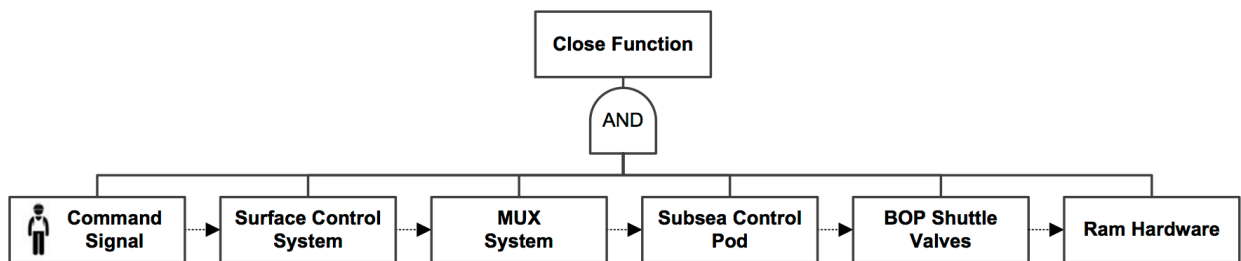 Close Function
AND
Command
Signal
Surface Control
System
MUX
System
Subsea Control
Pod
BOP Shuttle
Valves
Ram Hardware